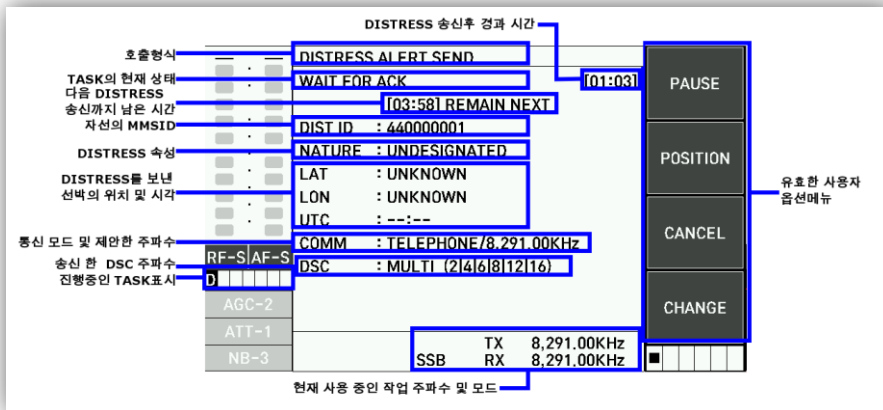 DISTRESS 송신후 경과 시간
호출형식
DISTRESS ALERT SEND
TASK의 현재 상태
WAIT FOR ACK
[01:03]
다음 DISTRESS
송신까지 남은 시간
[03:58] REMAIN NEXT
자선의 MMSID
DIST ID : 440000001
DISTRESS 속성
NATURE : UNDESIGNATED
DISTRESS를 보낸
선박의 위치 및 시각
LAT : UNKNOWN
LON : UNKNOWN
UTC : --:--
통신 모드 및 제안한 주파수
COMM : TELEPHONE/8,291.00KHz
송신 한 DSC 주파수
DSC : MULTI (2|4|6|8|12|16)
진행중인 TASK표시
RF-S AF-S
D
AGC-2
ATT-1
NB-3
TX 8,291.00KHz
SSB RX 8,291.00KHz
현재 사용 중인 작업 주파수 및 모드
PAUSE
POSITION
CANCEL
CHANGE
유효한 사용자
옵션메뉴